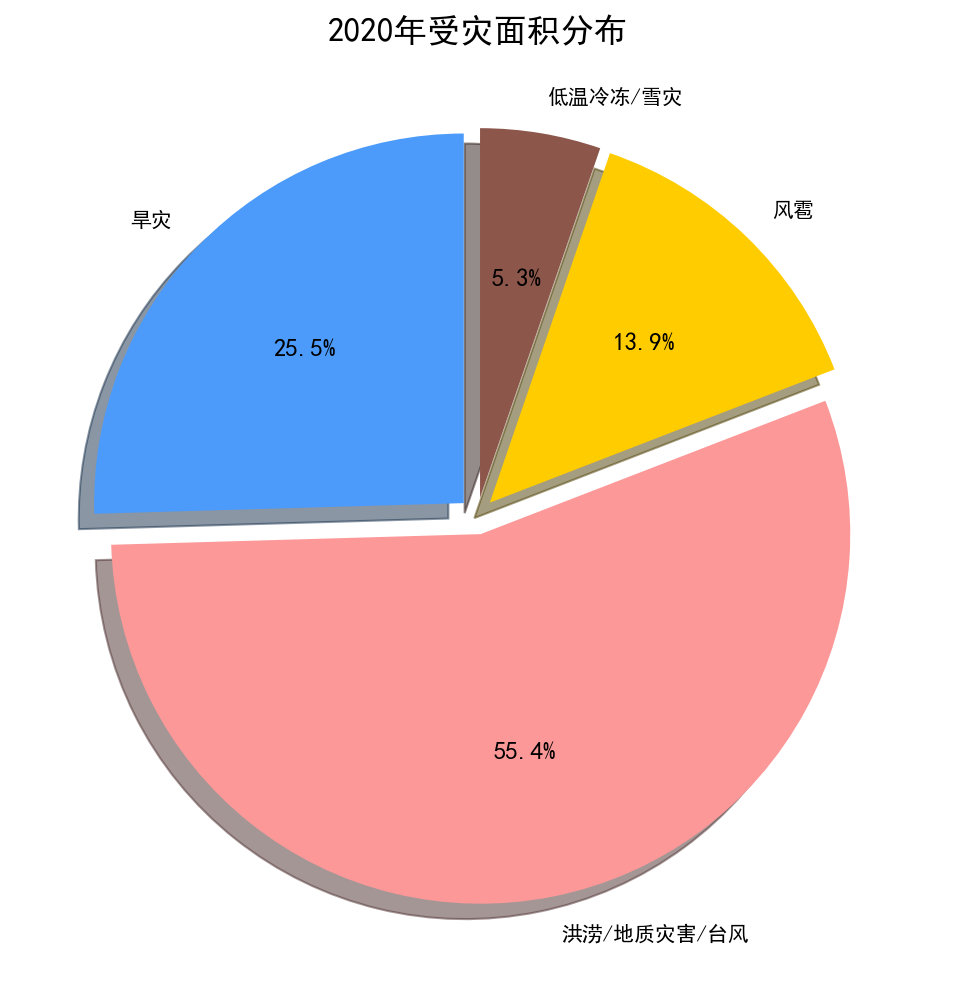 2020年受灾面积分布
低温冷冻/雪灾
风雹
旱灾
5.3%
13.9%
25.5%
55.4%
洪涝/地质灾害/台风